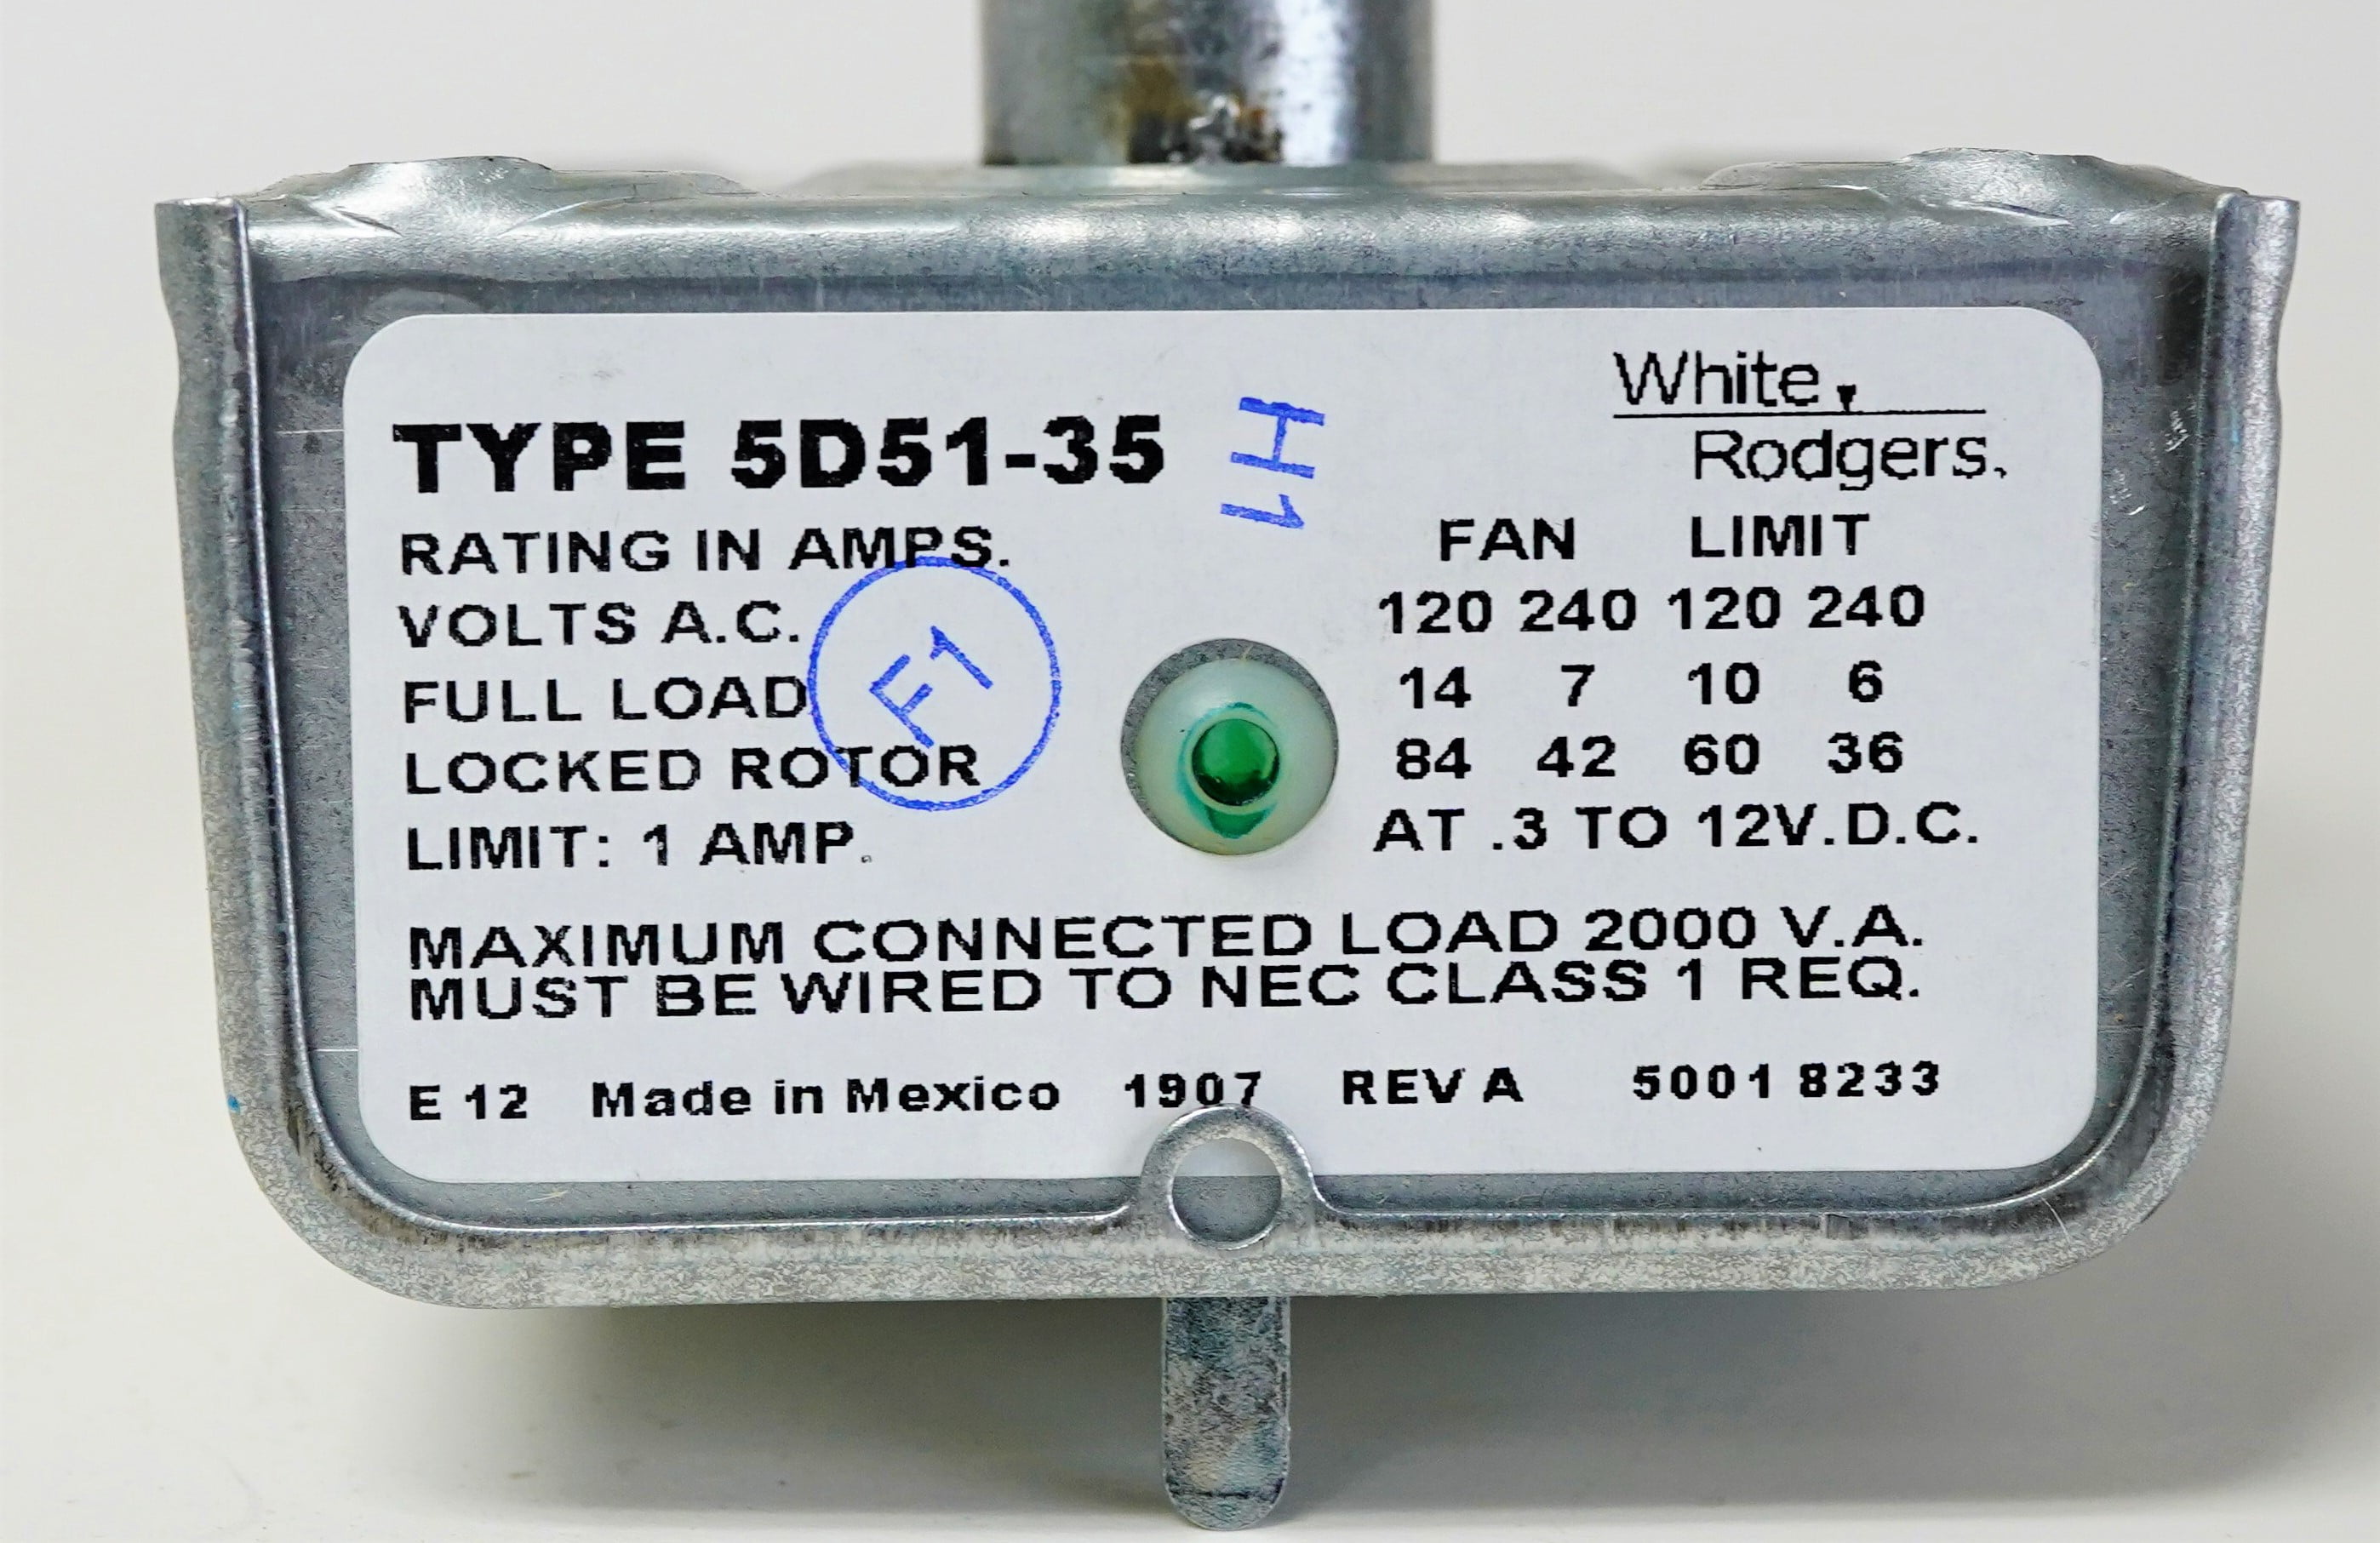 White
Rodgers.
TYPE 5D51-35
H1
FAN LIMIT
RATING IN AMPS.
VOLTS A.C. 120 240 120 240
F1
FULL LOAD 14 7 10 6
LOCKED ROTOR 84 42 60 36
LIMIT: 1 AMP. AT .3 TO 12V.D.C.
MAXIMUM CONNECTED LOAD 2000 V.A.
MUST BE WIRED TO NEC CLASS 1 REQ.
E 12 Made in Mexico 1907 REV A 5001 8233